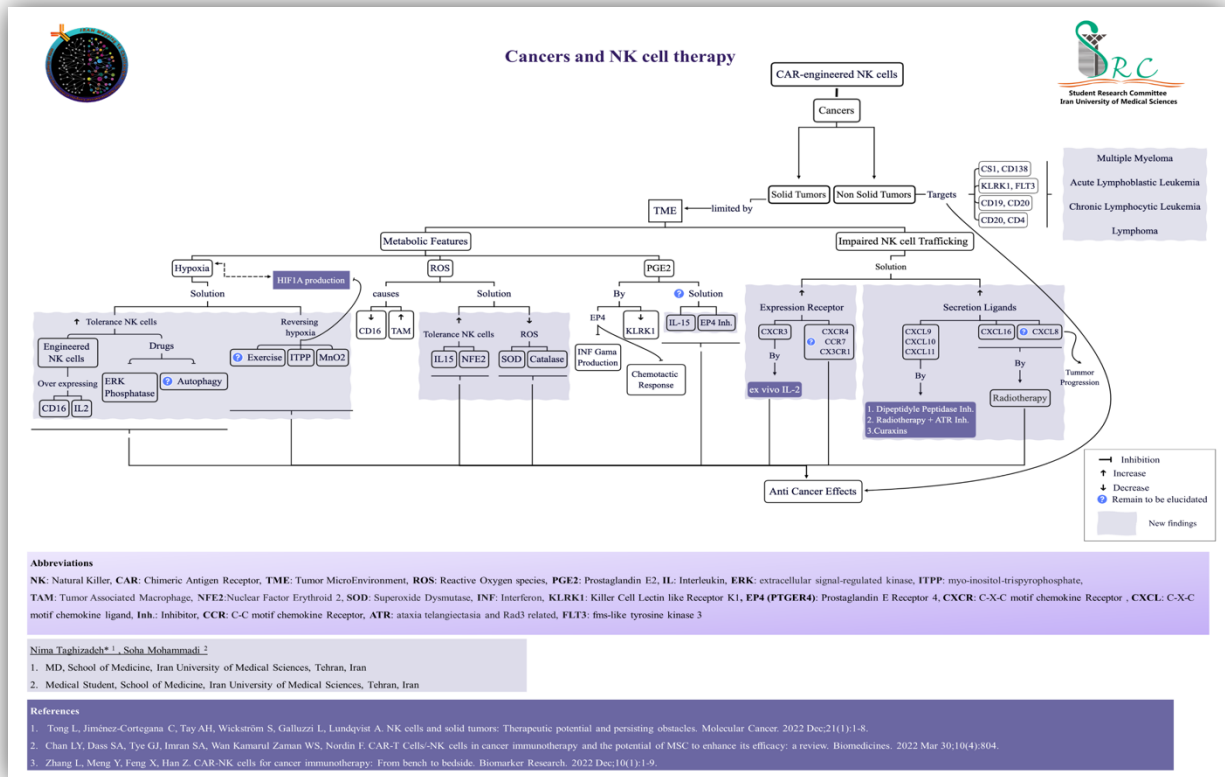 Cancers and NK cell therapy
SRC
Student Research Committee
Iran University of Medical Sciences
CAR-engineered NK cells
Cancers
Solid Tumors
Non Solid Tumors
Targets
CS1, CD138
KLRK1, FLT3
CD19, CD20
CD20, CD4
Multiple Myeloma
Acute Lymphoblastic Leukemia
Chronic Lymphocytic Leukemia
Lymphoma
limited by
TME
Metabolic Features
Impaired NK cell Trafficking
Hypoxia
HIF1A production
ROS
PGE2
Solution
Solution
↑ Tolerance NK cells
Reversing
hypoxia
Engineered
NK cells
Drugs
? Exercise
ITPP
MnO2
Over expressing
ERK
Phosphatase
? Autophagy
CD16
IL2
causes
↓
CD16
↑
TAM
Solution
↑
Tolerance NK cells
↓
ROS
IL15
NFE2
SOD
Catalase
By
EP4
↓
KLRK1
INF Gama
Production
Chemotactic
Response
? Solution
IL-15
EP4 Inh.
↑
Expression Receptor
CXCR3
CXCR4
? CCR7
CX3CR1
By
ex vivo IL-2
↑
Secretion Ligands
CXCL9
CXCL10
CXCL11
CXCL16
? CXCL8
By
By
Tummor
Progression
1. Dipeptidyle Peptidase Inh.
2. Radiotherapy + ATR Inh.
3.Curaxins
Radiotherapy
Anti Cancer Effects
Inhibition
↑ Increase
↓ Decrease
? Remain to be elucidated
New findings
Abbreviations
NK: Natural Killer, CAR: Chimeric Antigen Receptor, TME: Tumor MicroEnvironment, ROS: Reactive Oxygen species, PGE2: Prostaglandin E2, IL: Interleukin, ERK: extracellular signal-regulated kinase, ITPP: myo-inositol-trispyrophosphate,
TAM: Tumor Associated Macrophage, NFE2:Nuclear Factor Erythroid 2, SOD: Superoxide Dysmutase, INF: Interferon, KLRK1: Killer Cell Lectin like Receptor K1, EP4 (PTGER4): Prostaglandin E Receptor 4, CXCR: C-X-C motif chemokine Receptor , CXCL: C-X-C
motif chemokine ligand, Inh.: Inhibitor, CCR: C-C motif chemokine Receptor, ATR: ataxia telangiectasia and Rad3 related, FLT3: fms-like tyrosine kinase 3
Nima Taghizadeh* 1 , Soha Mohammadi 2
1. MD, School of Medicine, Iran University of Medical Sciences, Tehran, Iran
2. Medical Student, School of Medicine, Iran University of Medical Sciences, Tehran, Iran
References
1. Tong L, Jiménez-Cortegana C, Tay AH, Wickström S, Galluzzi L, Lundqvist A. NK cells and solid tumors: Therapeutic potential and persisting obstacles. Molecular Cancer. 2022 Dec;21(1):1-8.
2. Chan LY, Dass SA, Tye GJ, Imran SA, Wan Kamarul Zaman WS, Nordin F. CAR-T Cells/-NK cells in cancer immunotherapy and the potential of MSC to enhance its efficacy: a review. Biomedicines. 2022 Mar 30;10(4):804.
3. Zhang L, Meng Y, Feng X, Han Z. CAR-NK cells for cancer immunotherapy: From bench to bedside. Biomarker Research. 2022 Dec;10(1):1-9.